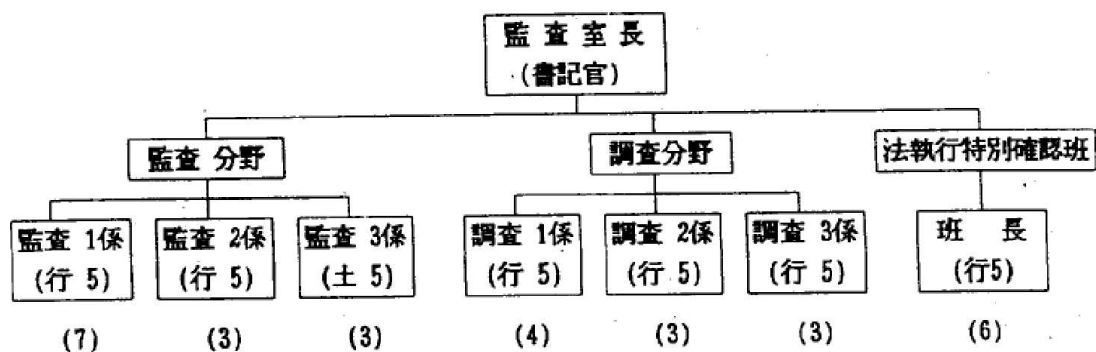 監 査 室 長
(書記官)
監査 分野
調査分野
法執行特別確認班
監査 1係
(行 5)
監査 2係
(行 5)
監査 3係
(土 5)
調査 1係
(行 5)
調査 2係
(行 5)
調査 3係
(行 5)
班 長
(行5)
(7)
(3)
(3)
(4)
(3)
(3)
(6)